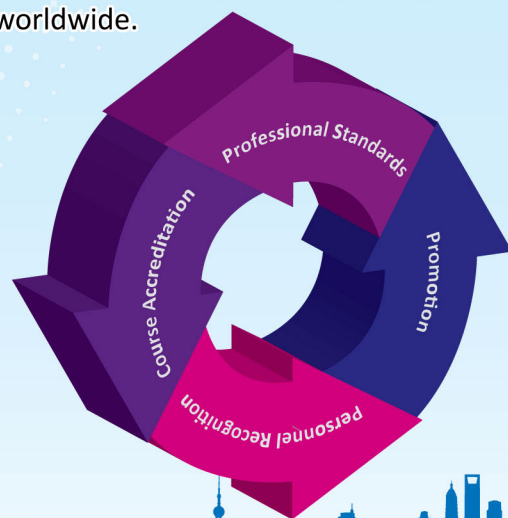 worldwide.
Professional Standards
Promotion
Personnel Recognition
Course Accreditation